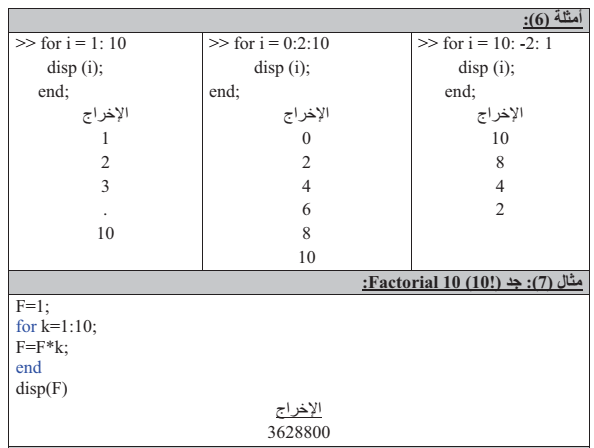 أمثلة (6):
>> for i = 1: 10
disp (i);
end;
الإخراج
1
2
3
.
10
>> for i = 0:2:10
disp (i);
end;
الإخراج
0
2
4
6
8
10
>> for i = 10: -2: 1
disp (i);
end;
الإخراج
10
8
4
2
مثال (7): جد Factorial 10 (10!):
F=1;
for k=1:10;
F=F*k;
end
disp(F)
الإخراج
3628800